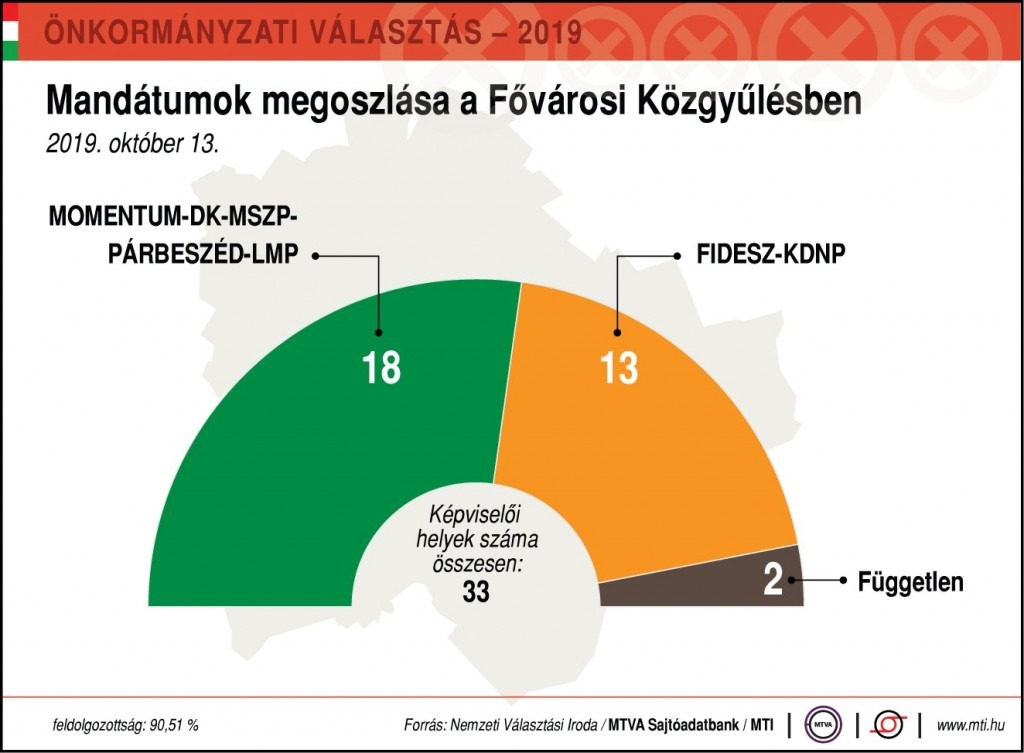 ÖNKORMÁNYZATI VÁLASZTÁS – 2019
Mandátumok megoszlása a Fővárosi Közgyűlésben
2019. október 13.
MOMENTUM-DK-MSZP-
PÁRBESZÉD-LMP
FIDESZ-KDNP
18
13
Képviselői
helyek száma
összesen:
33
2
Független
feldolgozottság: 90,51 %
Forrás: Nemzeti Választási Iroda / MTVA Sajtóadatbank / MTI
MTVA
www.mti.hu